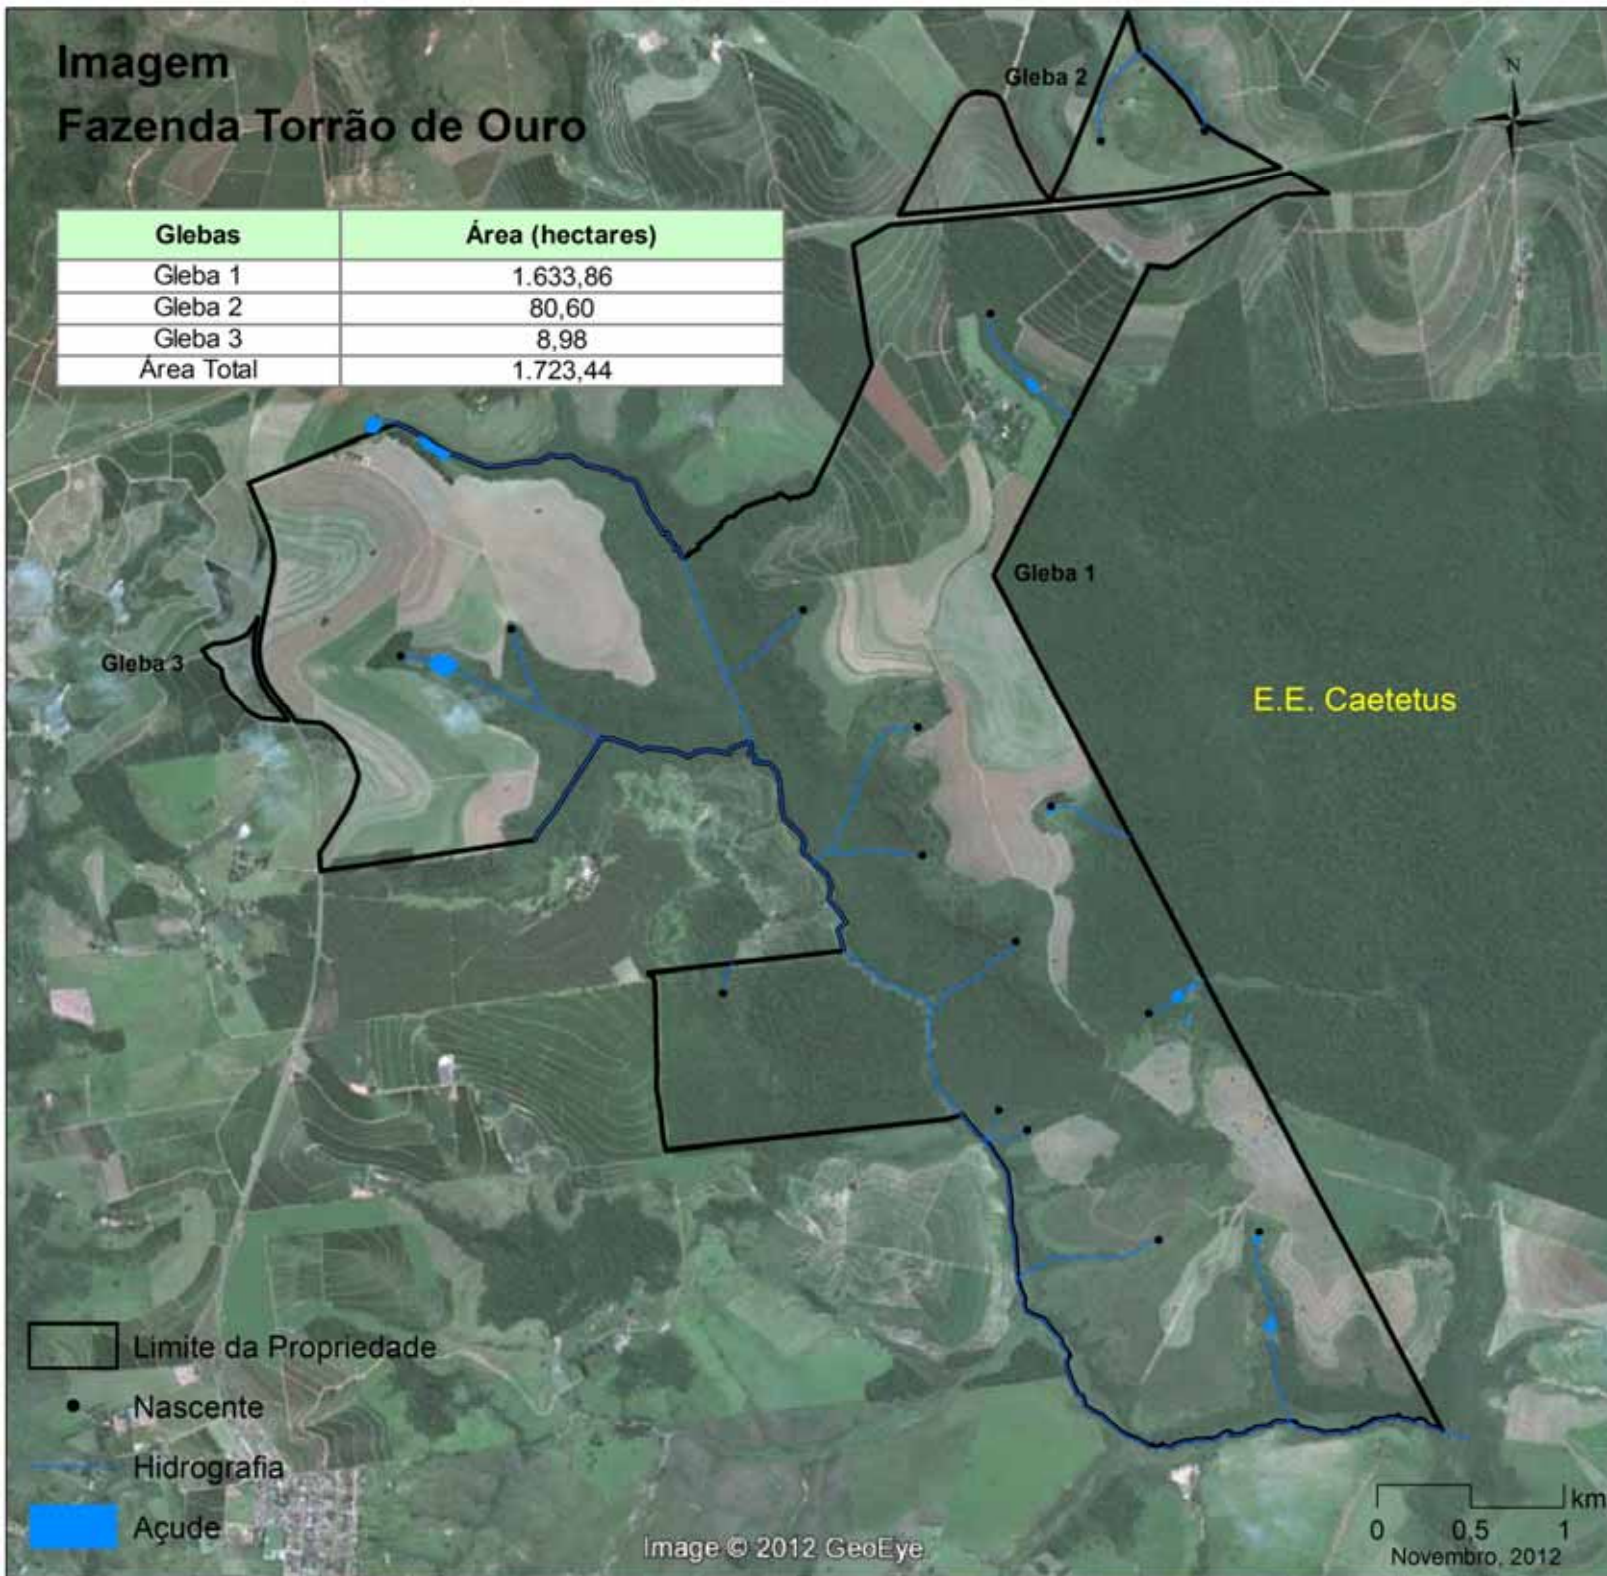 Imagem
Fazenda Torrão de Ouro
Glebas Área (hectares)
Gleba 1 1.633,86
Gleba 2 80,60
Gleba 3 8,98
Área Total 1.723,44
Gleba 2
N
Gleba 1
Gleba 3
E.E. Caetetus
Limite da Propriedade
Nascente
Hidrografia
Açude
Image © 2012 GeoEye
km
0 0,5 1
Novembro, 2012